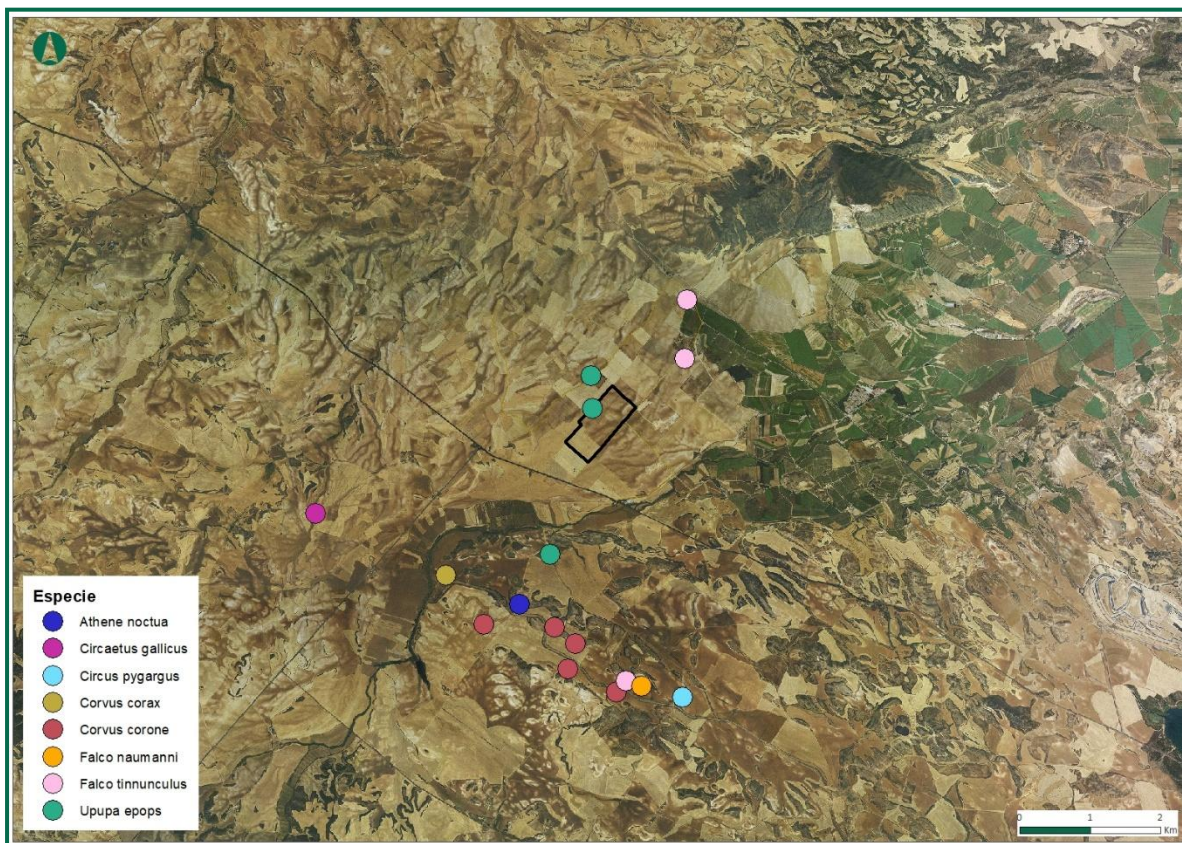 Especie
Athene noctua
Circaetus gallicus
Circus pygargus
Corvus corax
Corvus corone
Falco naumanni
Falco tinnunculus
Upupa epops
0 1 2
Km